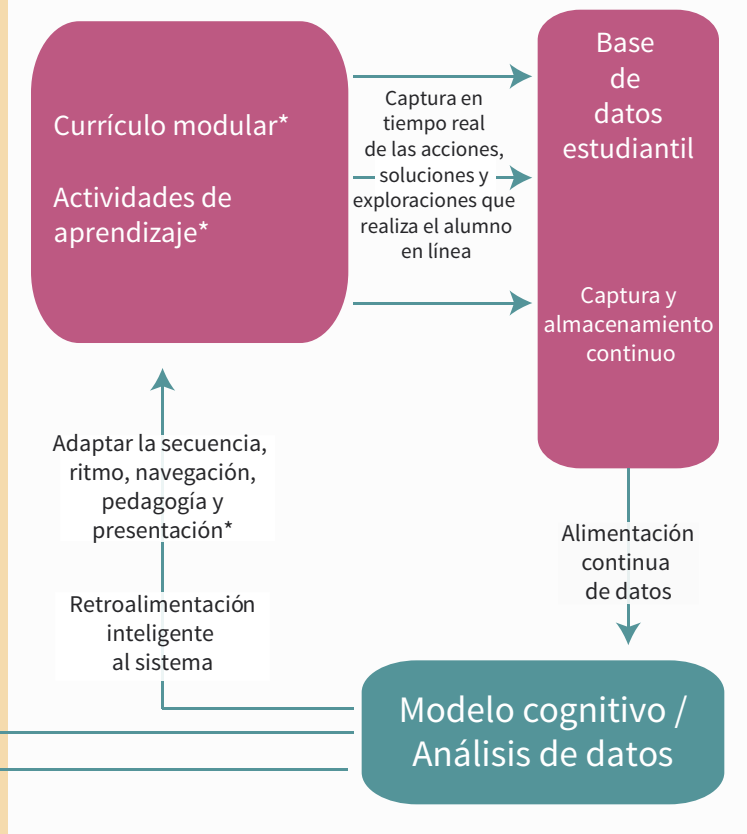 Currículo modular*
Actividades de
aprendizaje*
Captura en
tiempo real
de las acciones,
soluciones y
exploraciones que
realiza el alumno
en línea
Base
de
datos
estudiantil
Captura y
almacenamiento
continuo
Adaptar la secuencia,
ritmo, navegación,
pedagogía y
presentación*
Retroalimentación
inteligente
al sistema
Alimentación
continua
de datos
Modelo cognitivo /
Análisis de datos